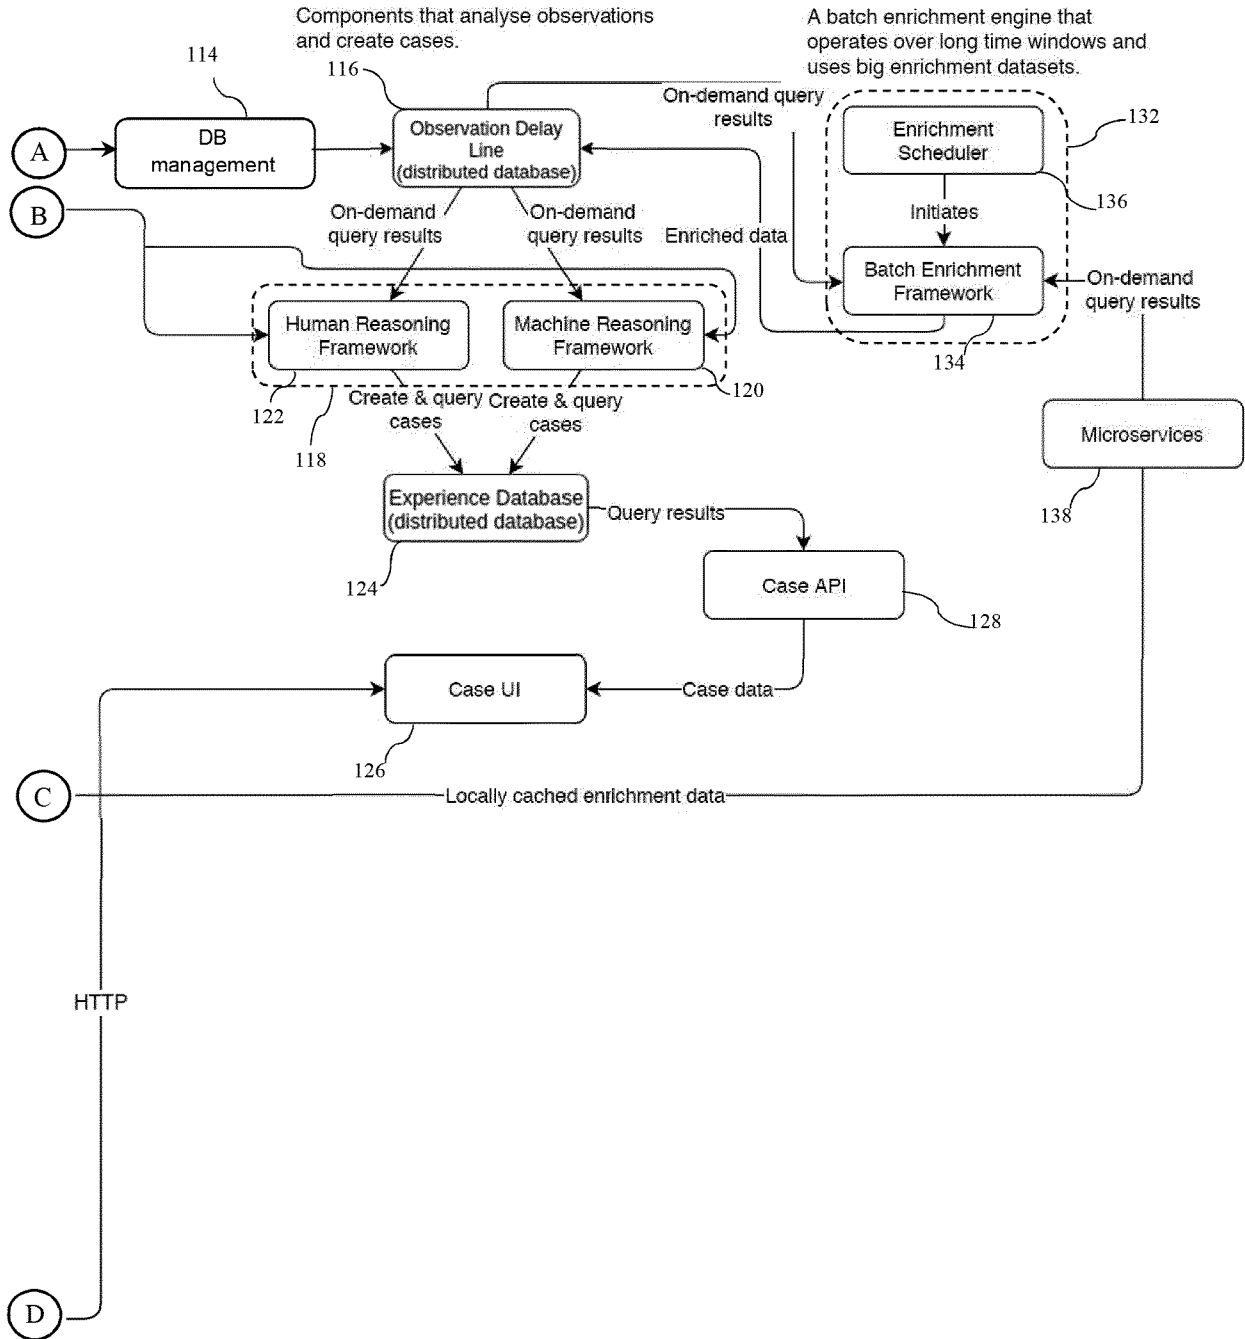 Components that analyse observations
and create cases.
A batch enrichment engine that
operates over long time windows and
uses big enrichment datasets.
114
116
On-demand query
results
132
A
DB
management
Observation Delay
Line
(distributed database)
Enrichment
Scheduler
136
B
On-demand
query results
On-demand
query results
Enriched data
Initiates
Batch Enrichment
Framework
On-demand
query results
134
Human Reasoning
Framework
Machine Reasoning
Framework
122
118
120
Create & query
cases
Create & query
cases
Microservices
138
Experience Database
(distributed database)
Query results
124
Case API
128
Case UI
Case data
126
C
Locally cached enrichment data
HTTP
D